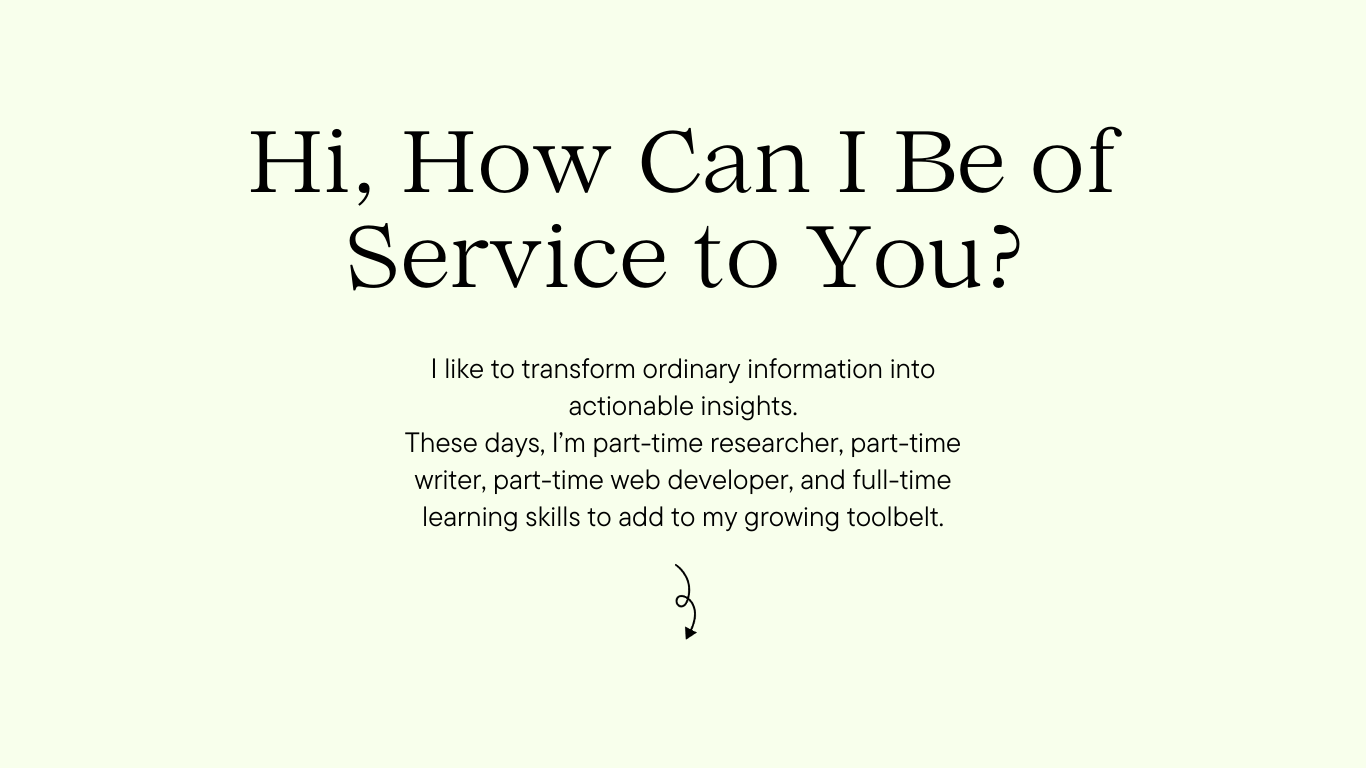 Hi, How Can I Be of
Service to You?
I like to transform ordinary information into
actionable insights.
These days, I’m part-time researcher, part-time
writer, part-time web developer, and full-time
learning skills to add to my growing toolbelt.